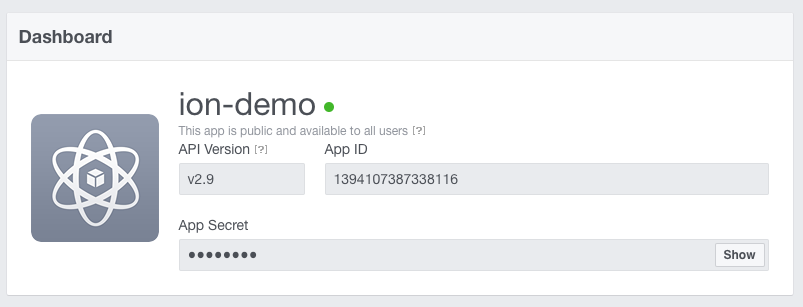 Dashboard
ion-demo
This app is public and available to all users [?]
API Version [?] App ID
v2.9 1394107387338116
App Secret
●●●●●●●● Show